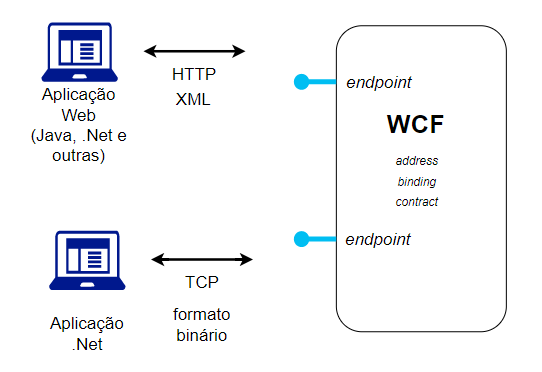 Aplicação
Web
(Java, .Net e
outras)
HTTP
XML
endpoint
WCF
address
binding
contract
endpoint
Aplicação
.Net
TCP
formato
binário